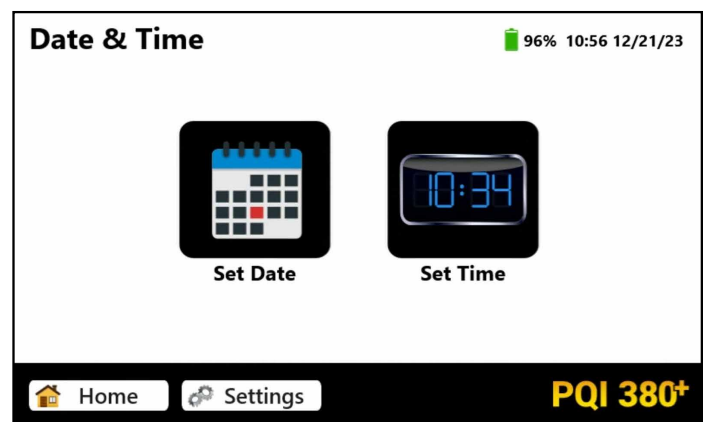 Date & Time
96% 10:56 12/21/23
10:34
Set Date
Set Time
Home
Settings
PQI 380+